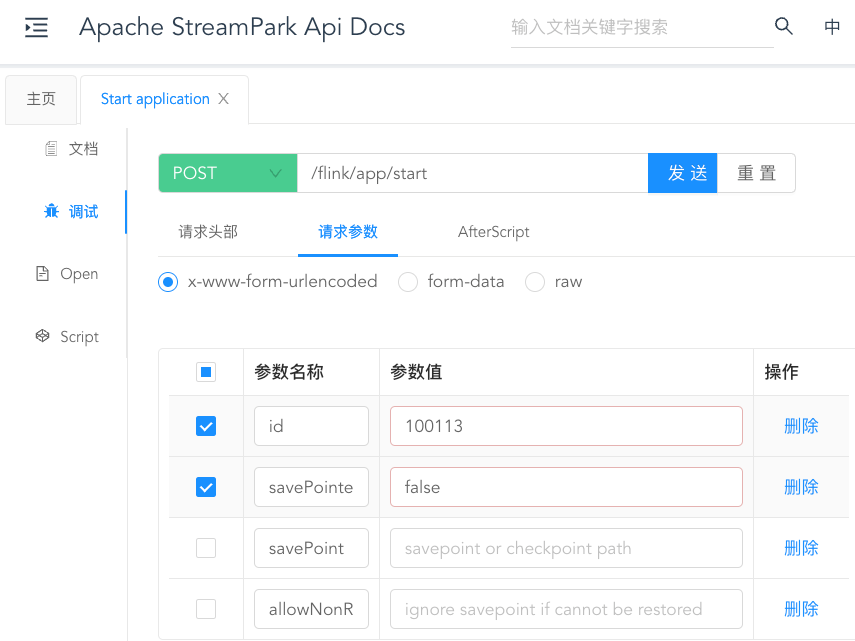 Apache StreamPark Api Docs 输入文档关键字搜索 中
主页 Start application X
文档
POST /flink/app/start 发 送 重 置
调试
请求头部 请求参数 AfterScript
Open
x-www-form-urlencoded form-data raw
Script
参数名称 参数值 操作
id 100113 删除
savePointe false 删除
savePoint savepoint or checkpoint path 删除
allowNonR ignore savepoint if cannot be restored 删除